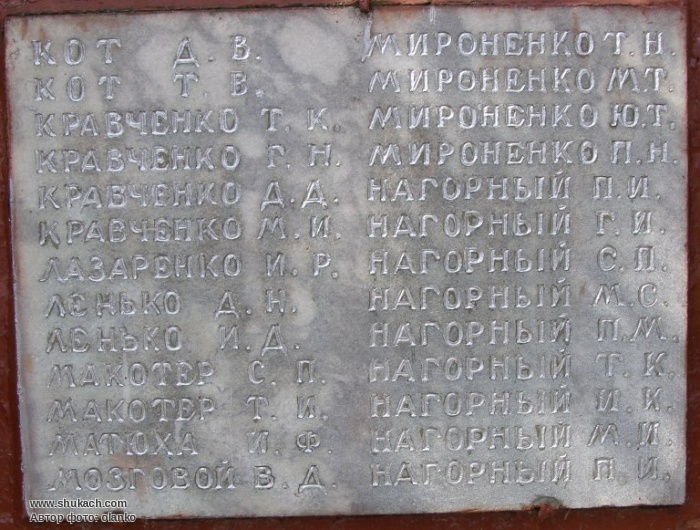 КОТ Д. В.
КОТ Т. В.
КРАВЧЕНКО Т. К.
КРАВЧЕНКО Г. Н.
КРАВЧЕНКО Д. Д.
КРАВЧЕНКО М. И.
ЛАЗАРЕНКО И. Р.
ЛЕНЬКО Д. Н.
ЛЕНЬКО И. Д.
МАКОТЕР С. П.
МАКОТЕР Т. И.
МАТЮХА И. Ф.
МОЗГОВОЙ В. Д.
МИРОНЕНКО Т. Н.
МИРОНЕНКО М. Т.
МИРОНЕНКО Ю. Т.
МИРОНЕНКО П. Н.
НАГОРНЫЙ П. И.
НАГОРНЫЙ Г. И.
НАГОРНЫЙ С. П.
НАГОРНЫЙ М. С.
НАГОРНЫЙ П. М.
НАГОРНЫЙ Т. К.
НАГОРНЫЙ И. К.
НАГОРНЫЙ М. И.
НАГОРНЫЙ П. И.
www.shukach.com
Автор фото: olanko